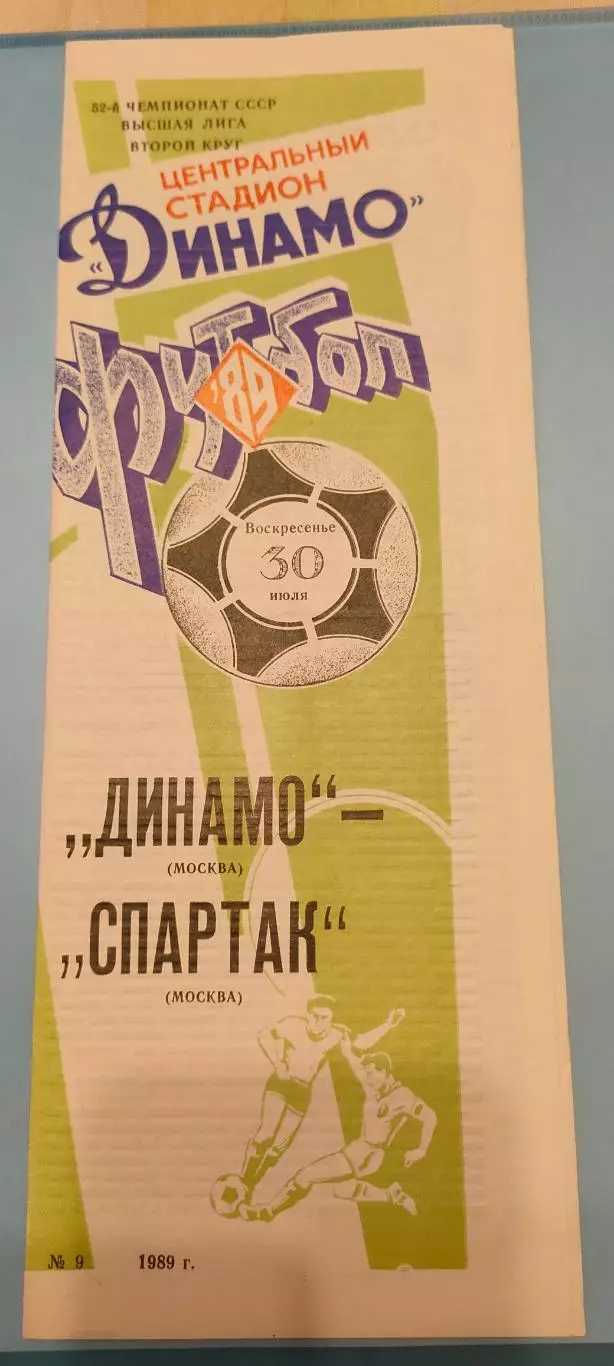 52-й ЧЕМПИОНАТ СССР
ВЫСШАЯ ЛИГА
ВТОРОЙ КРУГ
ЦЕНТРАЛЬНЫЙ
СТАДИОН
„ДИНАМО”
футбол
'89
Воскресенье
30
июля
„ДИНАМО“–
(МОСКВА)
„СПАРТАК“
(МОСКВА)
№ 9 1989 г.